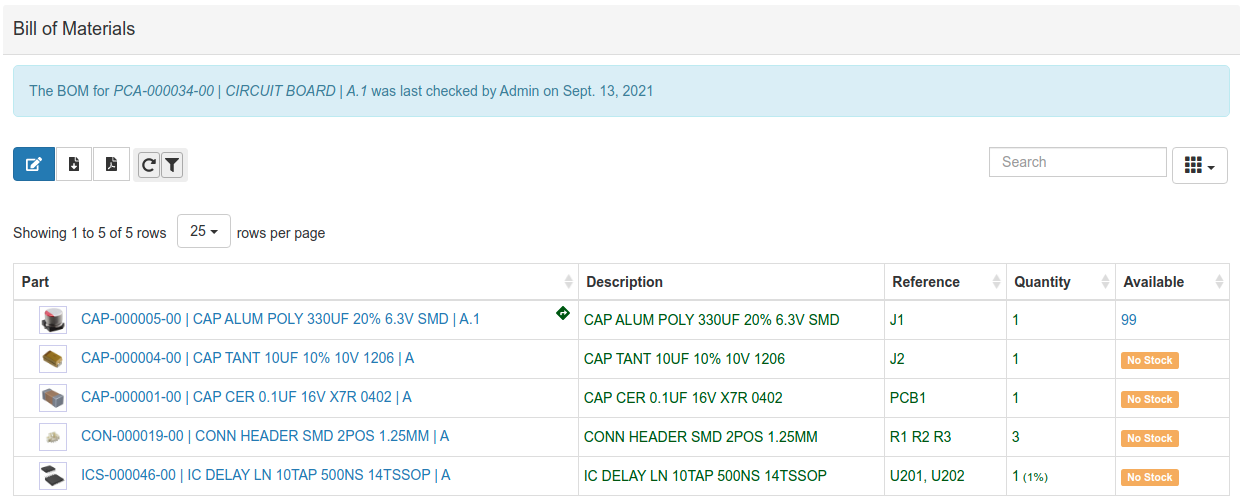 Bill of Materials
The BOM for PCA-000034-00 | CIRCUIT BOARD | A.1 was last checked by Admin on Sept. 13, 2021
Search
Showing 1 to 5 of 5 rows 25 rows per page
Part Description Reference Quantity Available
CAP-000005-00 | CAP ALUM POLY 330UF 20% 6.3V SMD | A.1 CAP ALUM POLY 330UF 20% 6.3V SMD J1 1 99
CAP-000004-00 | CAP TANT 10UF 10% 10V 1206 | A CAP TANT 10UF 10% 10V 1206 J2 1 No Stock
CAP-000001-00 | CAP CER 0.1UF 16V X7R 0402 | A CAP CER 0.1UF 16V X7R 0402 PCB1 1 No Stock
CON-000019-00 | CONN HEADER SMD 2POS 1.25MM | A CONN HEADER SMD 2POS 1.25MM R1 R2 R3 3 No Stock
ICS-000046-00 | IC DELAY LN 10TAP 500NS 14TSSOP | A IC DELAY LN 10TAP 500NS 14TSSOP U201, U202 1 (1%) No Stock